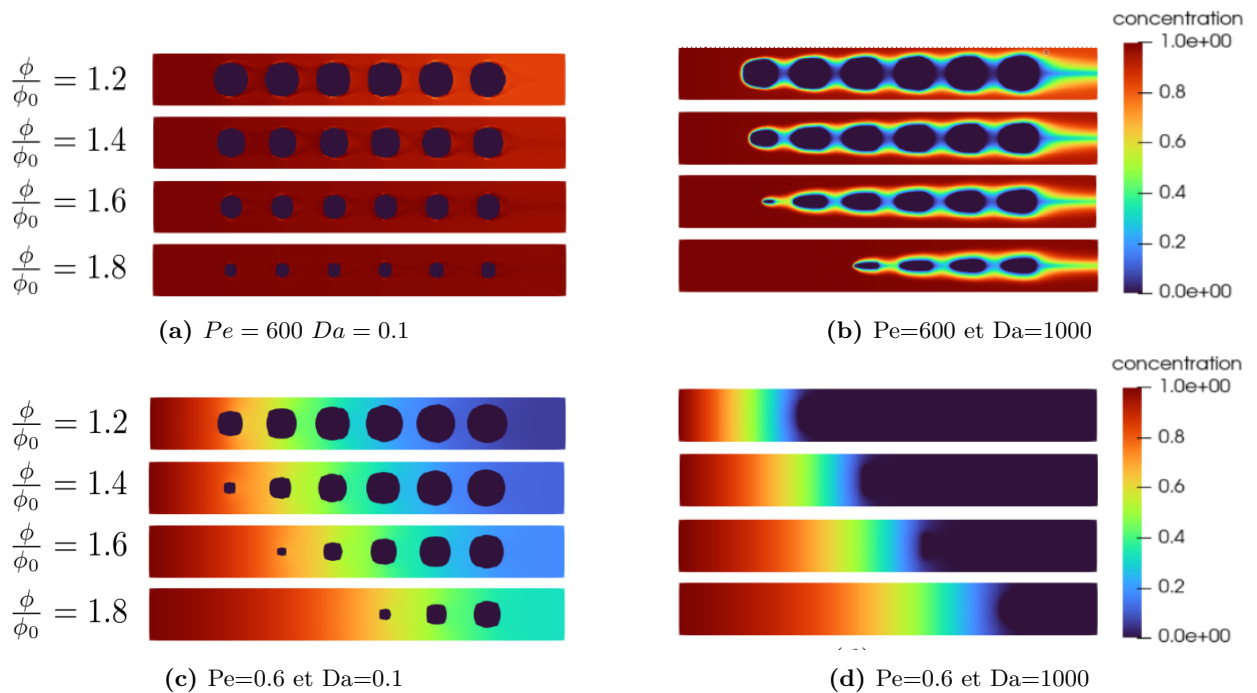 concentration
ϕ/ϕ₀ = 1.2
ϕ/ϕ₀ = 1.4
ϕ/ϕ₀ = 1.6
ϕ/ϕ₀ = 1.8
1.0e+00
0.8
0.6
0.4
0.2
0.0e+00
(a) Pe = 600 Da = 0.1
(b) Pe=600 et Da=1000
concentration
ϕ/ϕ₀ = 1.2
ϕ/ϕ₀ = 1.4
ϕ/ϕ₀ = 1.6
ϕ/ϕ₀ = 1.8
1.0e+00
0.8
0.6
0.4
0.2
0.0e+00
(c) Pe=0.6 et Da=0.1
(d) Pe=0.6 et Da=1000